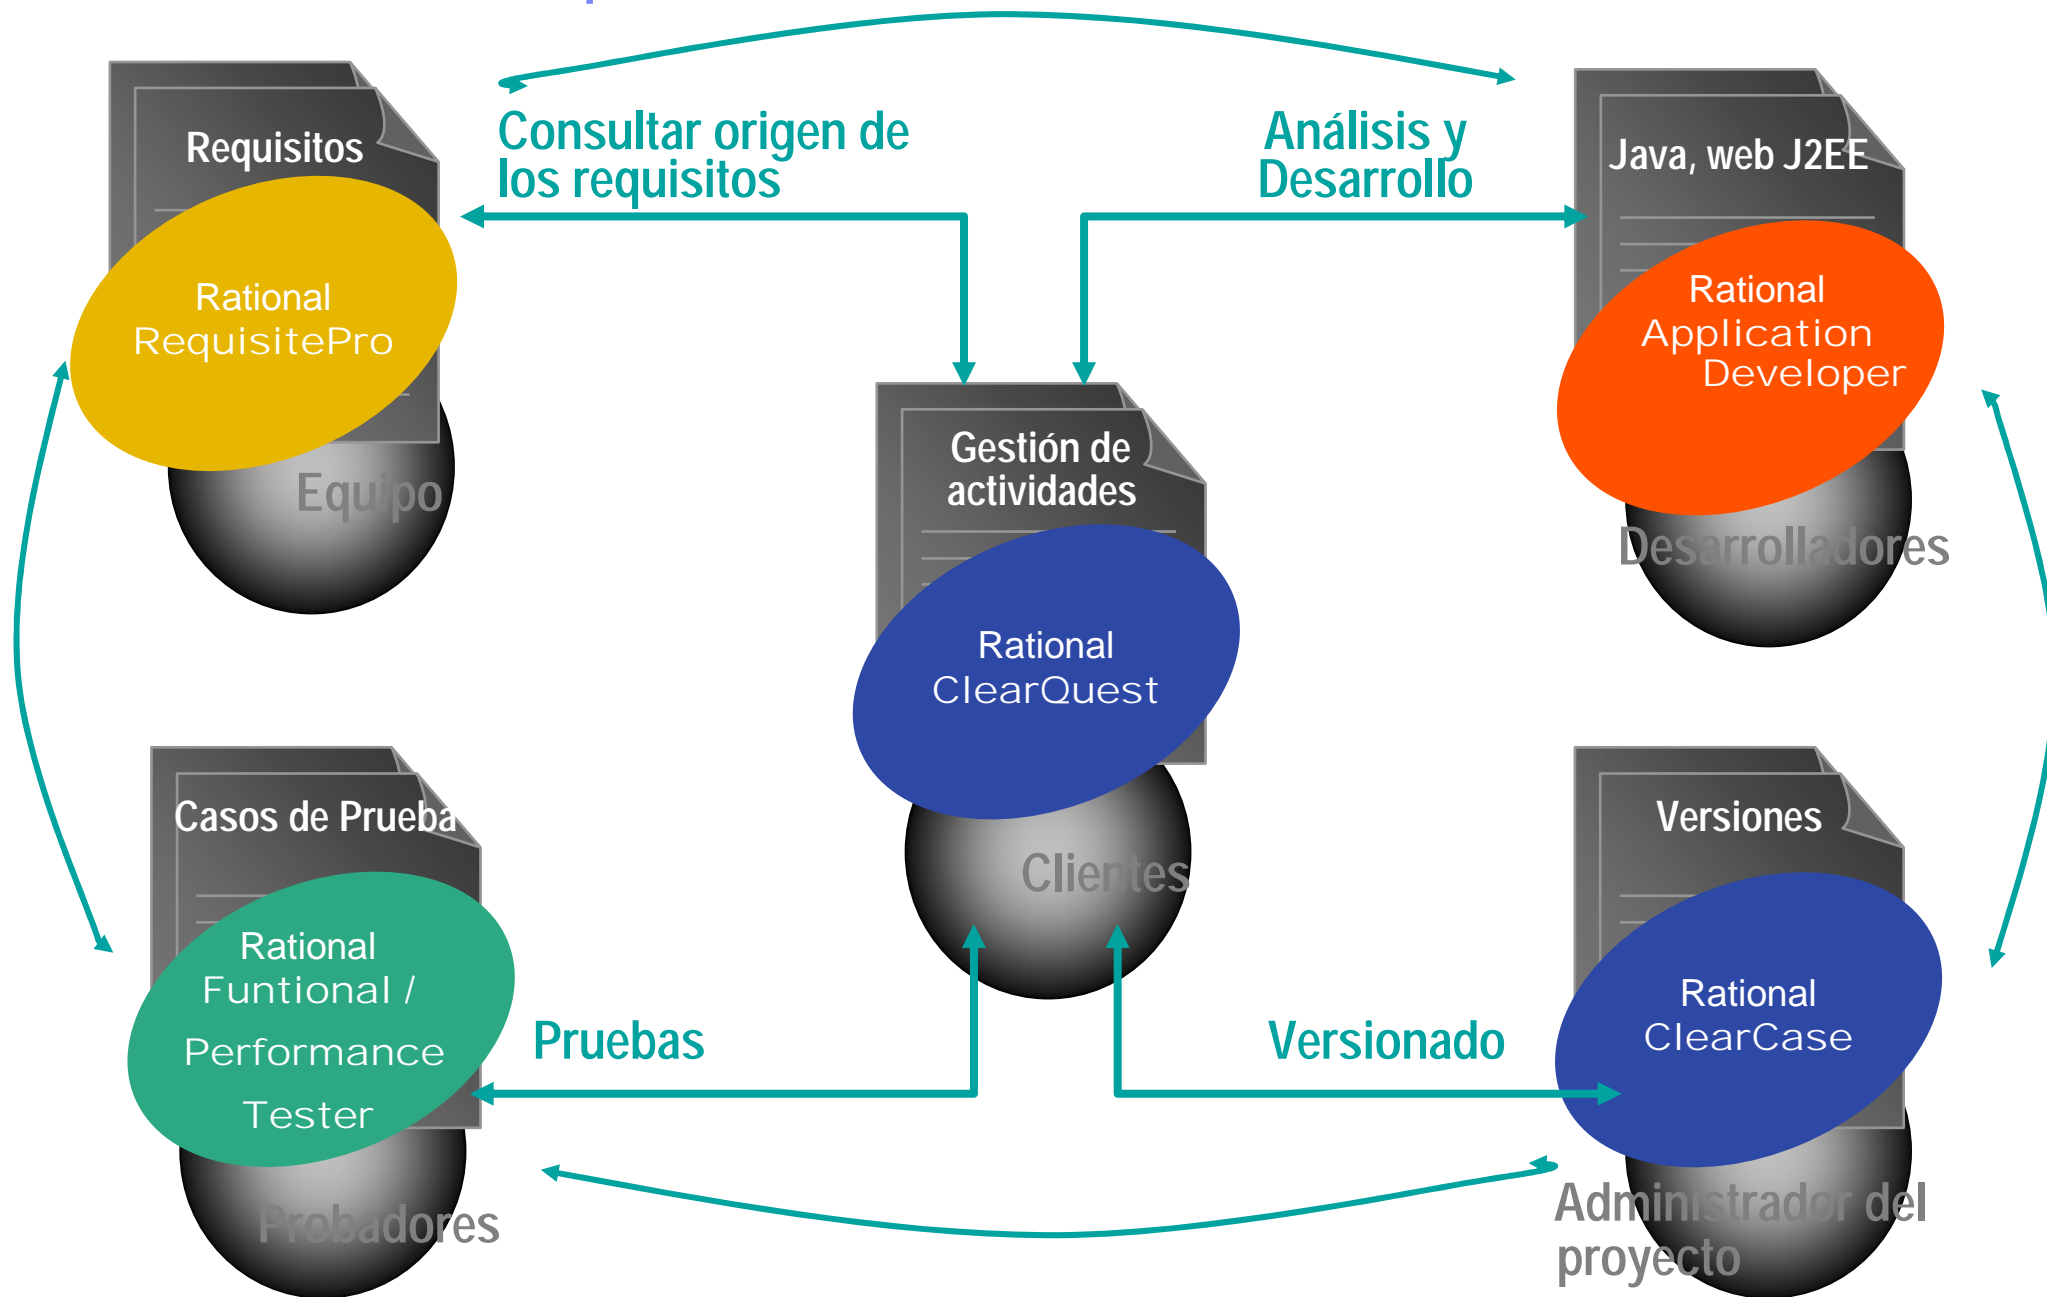 Requisitos
Rational
RequisitePro
Equipo
Consultar origen de
los requisitos
Análisis y
Desarrollo
Java, web J2EE
Rational
Application
Developer
Desarrolladores
Gestión de
actividades
Rational
ClearQuest
Clientes
Casos de Prueba
Rational
Funtional /
Performance
Tester
Probadores
Pruebas
Versionado
Versiones
Rational
ClearCase
Administrador del
proyecto